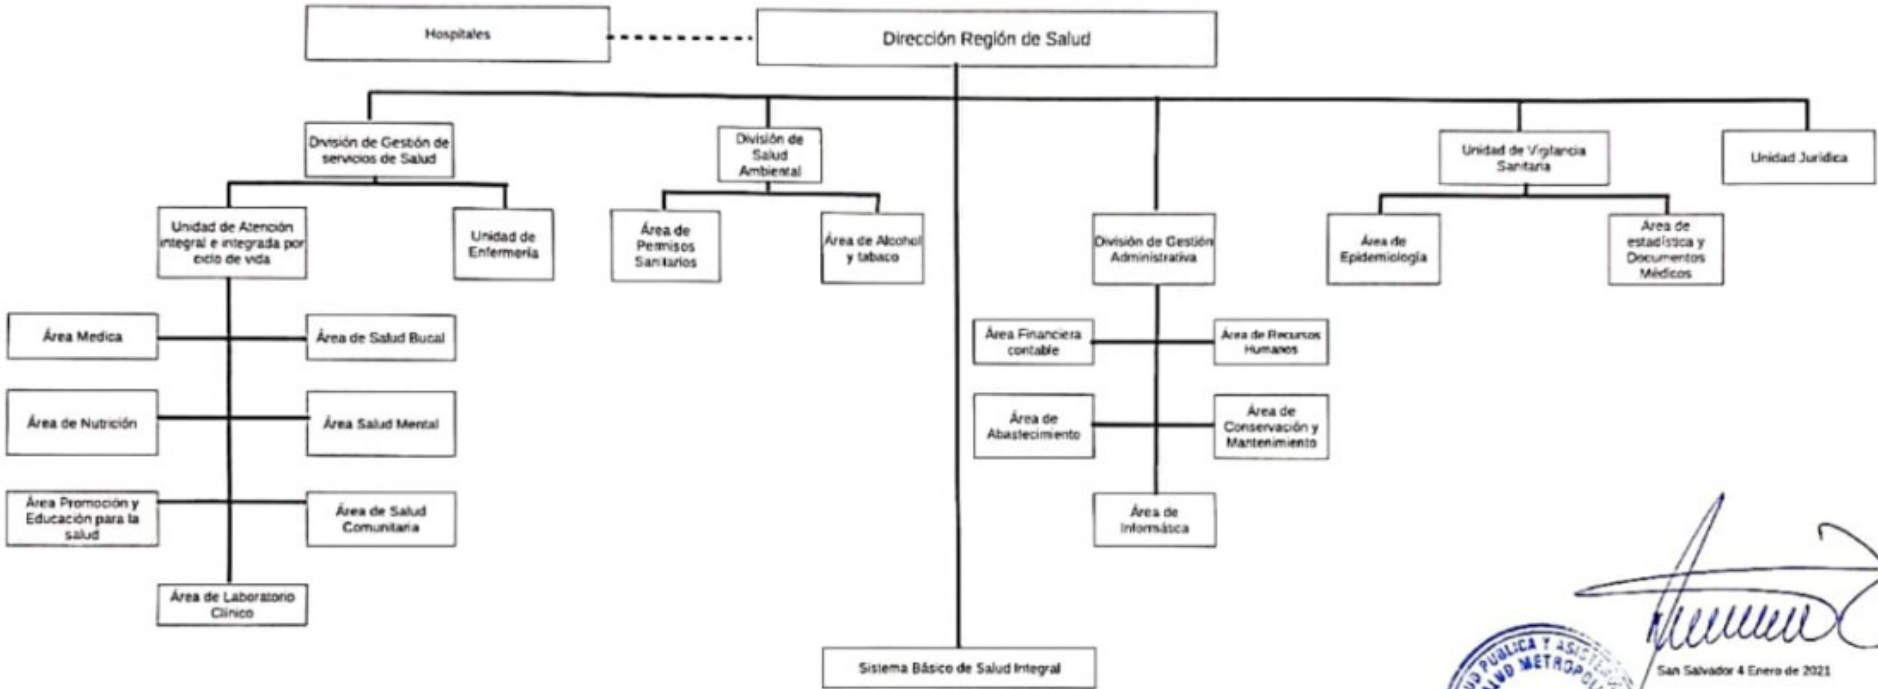 Hospitales
Dirección Región de Salud
División de Gestión de
servicios de Salud
División de
Salud
Ambiental
Unidad de Vigilancia
Sanitaria
Unidad Jurídica
Unidad de Atención
integral e integrada por
ciclo de vida
Unidad de
Enfermería
Área de
Permisos
Sanitarios
Área de Alcohol
y tabaco
División de Gestión
Administrativa
Área de
Epidemiología
Área de
estadística y
Documentos
Médicos
Área Medica
Área de Salud Bucal
Área Financiera
contable
Área de Recursos
Humanos
Área de Nutrición
Área Salud Mental
Área de
Abastecimiento
Área de
Conservación y
Mantenimiento
Área Promoción y
Educación para la
salud
Área de Salud
Comunitaria
Área de
Informática
Área de Laboratorio
Clínico
Sistema Básico de Salud Integral
PUBLICA Y
METROPOLI
San Salvador 4 Enero de 2021